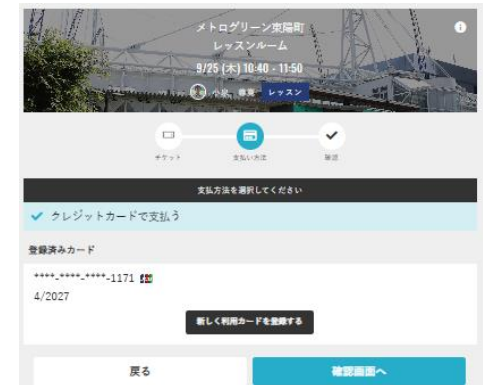 メトログリーン東陽町
レッスンルーム
9/25 (木) 10:40 - 11:50
レッスン
チケット 支払い方法 確認
支払方法を選択してください
クレジットカードで支払う
登録済みカード
****-****-****-1171
4/2027
新しく利用カードを登録する
戻る 確認画面へ